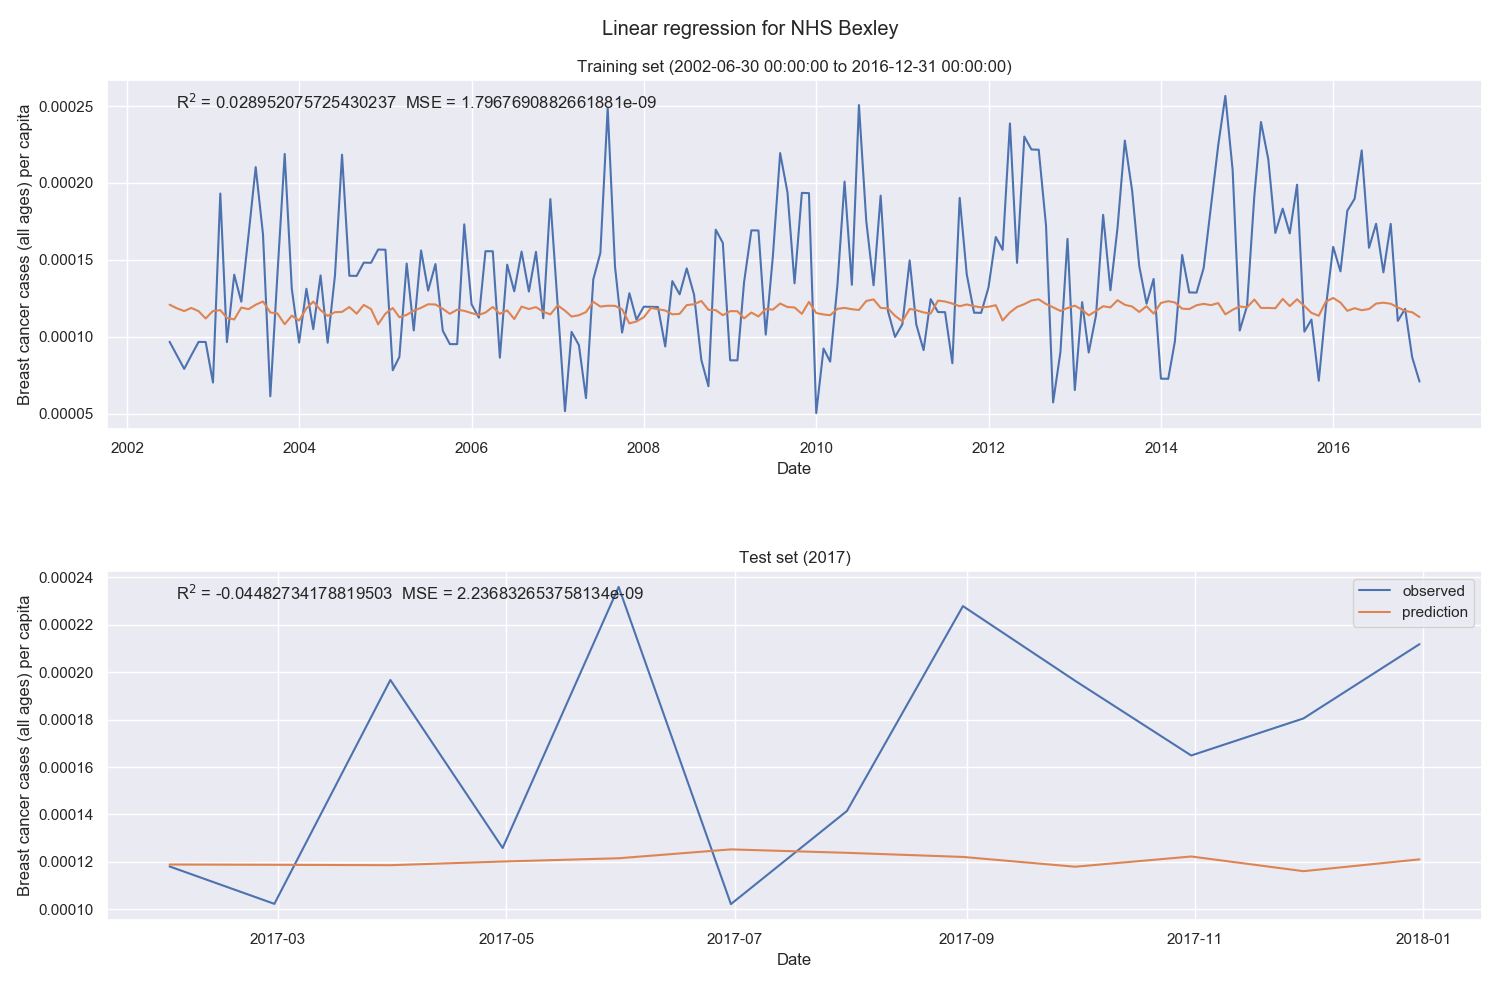 Linear regression for NHS Bexley
Training set (2002-06-30 00:00:00 to 2016-12-31 00:00:00)
R² = 0.028952075725430237 MSE = 1.7967690882661881e-09
Breast cancer cases (all ages) per capita
0.00025
0.00020
0.00015
0.00010
0.00005
2002 2004 2006 2008 2010 2012 2014 2016
Date
Test set (2017)
R² = -0.04482734178819503 MSE = 2.236832653758134e-09
observed
prediction
Breast cancer cases (all ages) per capita
0.00024
0.00022
0.00020
0.00018
0.00016
0.00014
0.00012
0.00010
2017-03 2017-05 2017-07 2017-09 2017-11 2018-01
Date